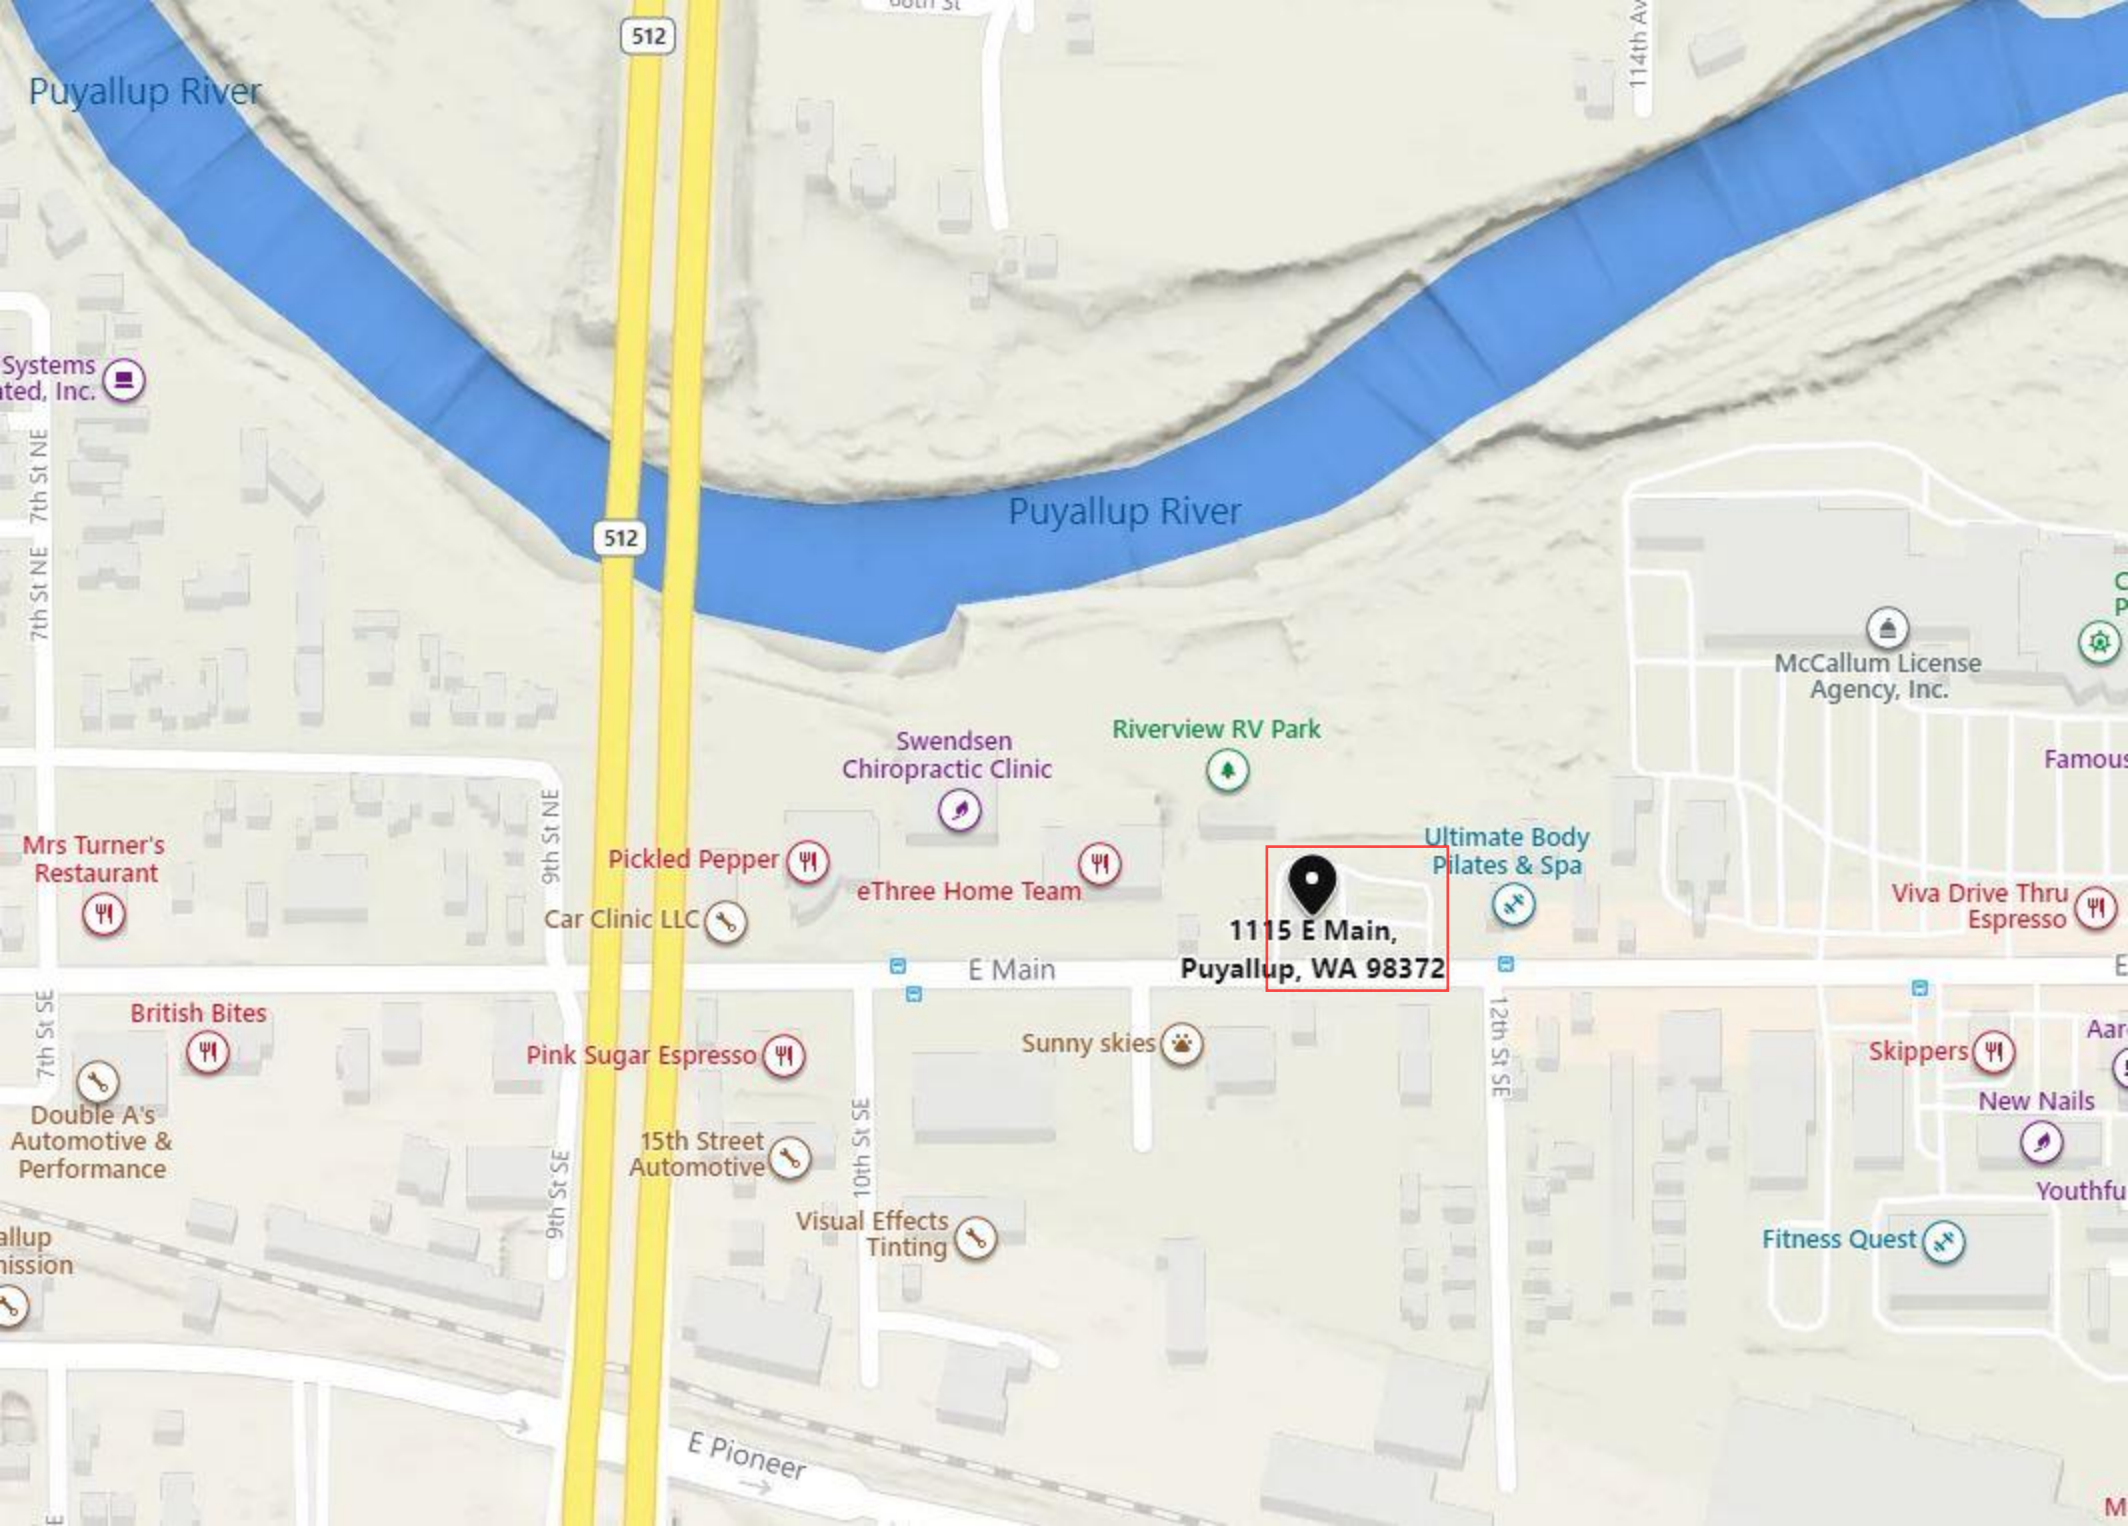 512
114th Av
Puyallup River
Systems
ted, Inc.
7th St NE
512
Puyallup River
7th St NE
McCallum License
Agency, Inc.
Riverview RV Park
Swendsen
Chiropractic Clinic
Famous
9th St NE
Mrs Turner's
Restaurant
Pickled Pepper
eThree Home Team
Ultimate Body
Pilates & Spa
Car Clinic LLC
Viva Drive Thru
Espresso
1115 E Main,
Puyallup, WA 98372
E Main
E
7th St SE
British Bites
Pink Sugar Espresso
Sunny skies
12th St SE
Skippers
Aar
New Nails
Double A's
Automotive &
Performance
15th Street
Automotive
10th St SE
9th St SE
Youthfu
Visual Effects
Tinting
Fitness Quest
allup
ission
E Pioneer
E
M